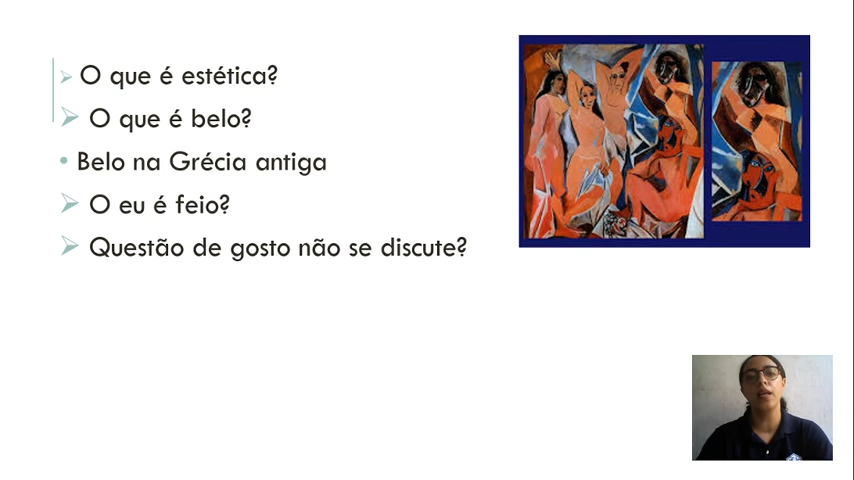 O que é estética?
O que é belo?
Belo na Grécia antiga
O eu é feio?
Questão de gosto não se discute?